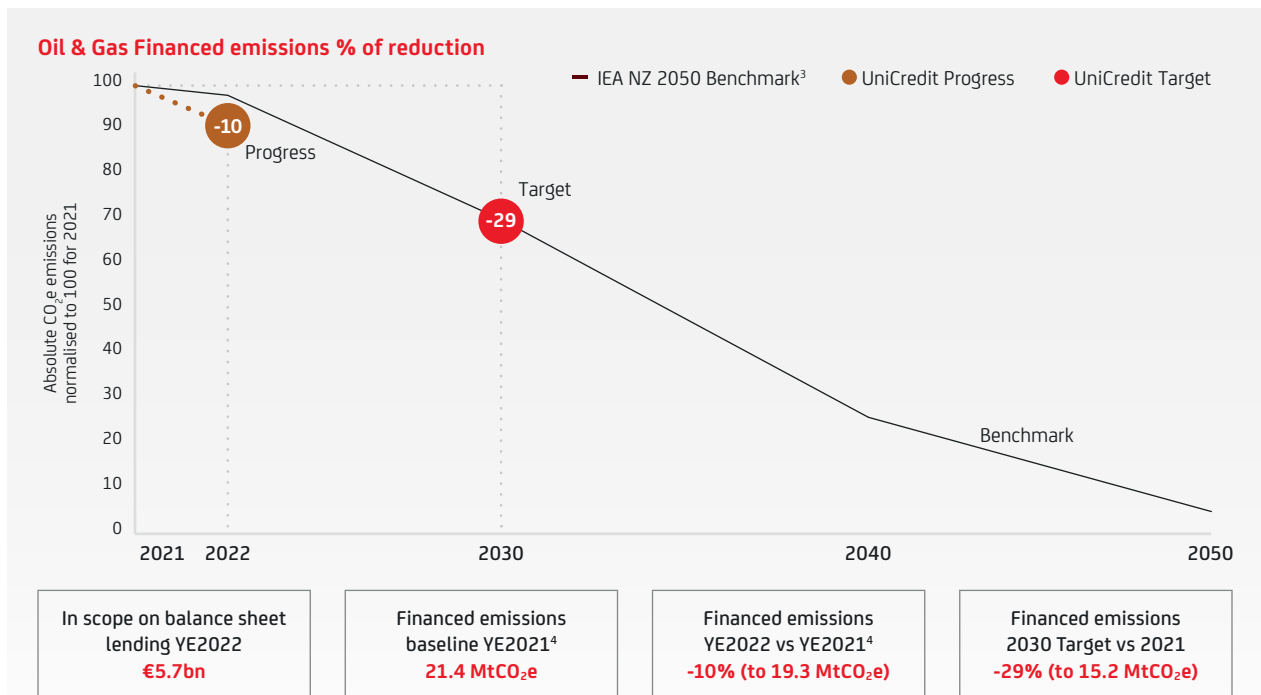 Oil & Gas Financed emissions % of reduction
IEA NZ 2050 Benchmark³
UniCredit Progress
UniCredit Target
Absolute CO₂e emissions
normalised to 100 for 2021
100
90
80
70
60
50
40
30
20
10
0
-10
Progress
Target
-29
Benchmark
2021
2022
2030
2040
2050
In scope on balance sheet
lending YE2022
€5.7bn
Financed emissions
baseline YE2021⁴
21.4 MtCO₂e
Financed emissions
YE2022 vs YE2021⁴
-10% (to 19.3 MtCO₂e)
Financed emissions
2030 Target vs 2021
-29% (to 15.2 MtCO₂e)